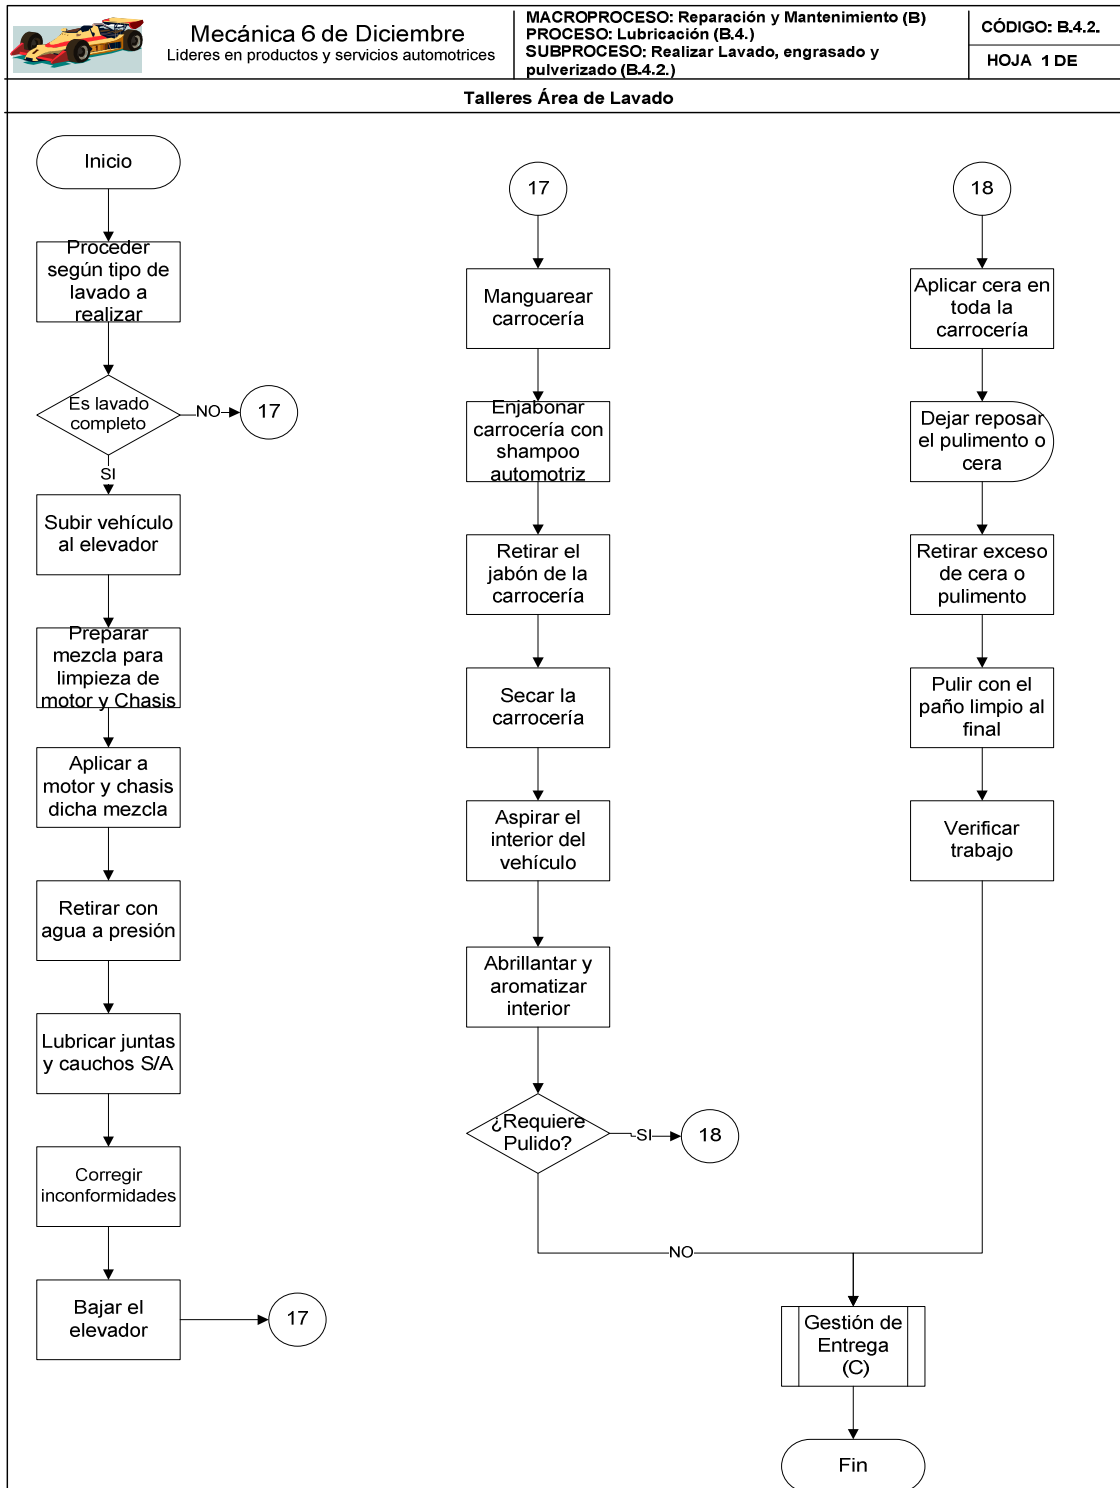 Mecánica 6 de Diciembre
Lideres en productos y servicios automotrices
MACROPROCESO: Reparación y Mantenimiento (B)
PROCESO: Lubricación (B.4.)
SUBPROCESO: Realizar Lavado, engrasado y
pulverizado (B.4.2.)
CÓDIGO: B.4.2.
HOJA 1 DE
Talleres Área de Lavado
Inicio
Proceder
según tipo de
lavado a
realizar
Es lavado
completo
NO
17
SI
Subir vehículo
al elevador
Preparar
mezcla para
limpieza de
motor y Chasis
Aplicar a
motor y chasis
dicha mezcla
Retirar con
agua a presión
Lubricar juntas
y cauchos S/A
Corregir
inconformidades
Bajar el
elevador
17
17
Manguarear
carrocería
Enjabonar
carrocería con
shampoo
automotriz
Retirar el
jabón de la
carrocería
Secar la
carrocería
Aspirar el
interior del
vehículo
Abrillantar y
aromatizar
interior
¿Requiere
Pulido?
SI
18
NO
18
Aplicar cera en
toda la
carrocería
Dejar reposar
el pulimento o
cera
Retirar exceso
de cera o
pulimento
Pulir con el
paño limpio al
final
Verificar
trabajo
Gestión de
Entrega
(C)
Fin